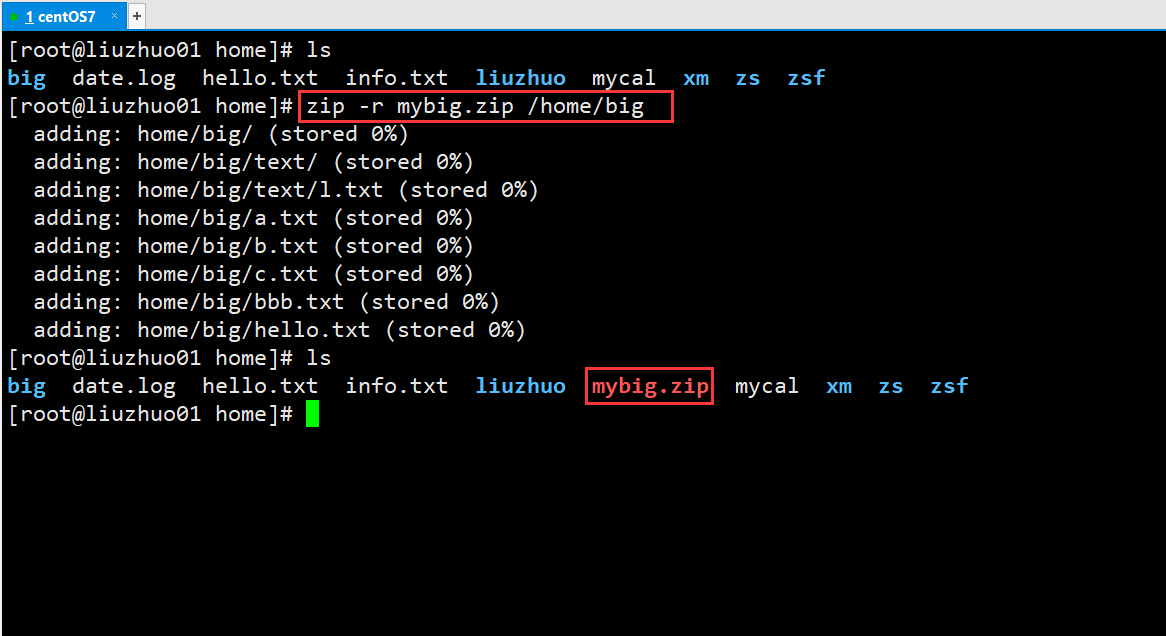 1 centOS7 × +
[root@liuzhuo01 home]# ls
big date.log hello.txt info.txt liuzhuo mycal xm zs zsf
[root@liuzhuo01 home]# zip -r mybig.zip /home/big
adding: home/big/ (stored 0%)
adding: home/big/text/ (stored 0%)
adding: home/big/text/l.txt (stored 0%)
adding: home/big/a.txt (stored 0%)
adding: home/big/b.txt (stored 0%)
adding: home/big/c.txt (stored 0%)
adding: home/big/bbb.txt (stored 0%)
adding: home/big/hello.txt (stored 0%)
[root@liuzhuo01 home]# ls
big date.log hello.txt info.txt liuzhuo mybig.zip mycal xm zs zsf
[root@liuzhuo01 home]#